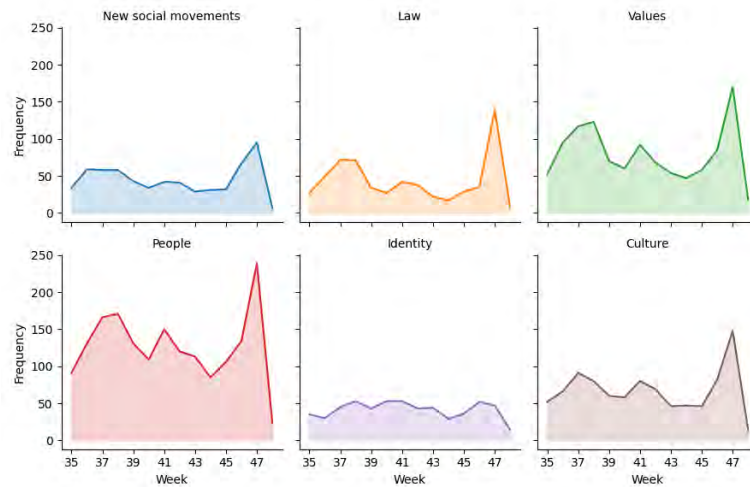 New social movements
Law
Values
Frequency
250
200
150
100
50
0
People
Identity
Culture
Frequency
250
200
150
100
50
0
35 37 39 41 43 45 47
35 37 39 41 43 45 47
35 37 39 41 43 45 47
Week
Week
Week